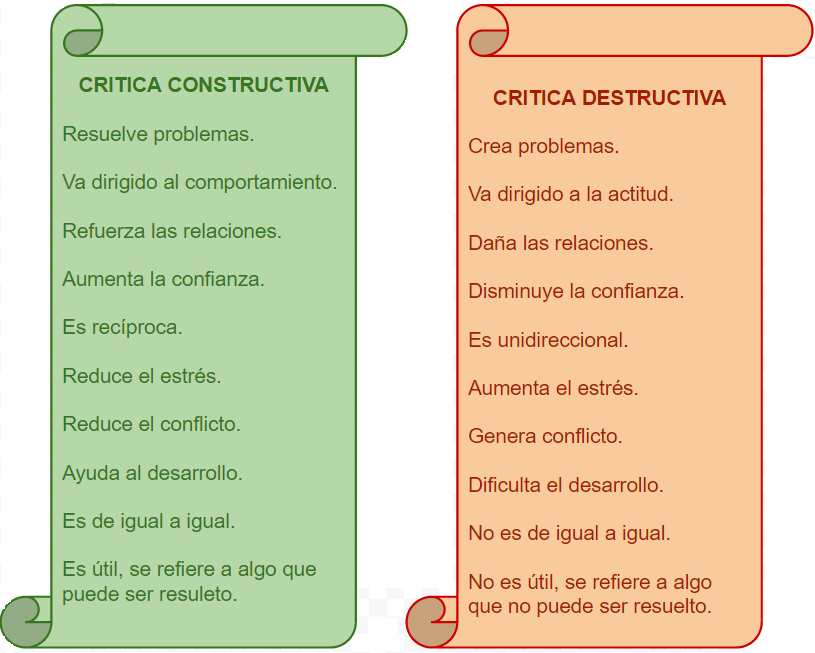 CRITICA CONSTRUCTIVA
Resuelve problemas.
Va dirigido al comportamiento.
Refuerza las relaciones.
Aumenta la confianza.
Es recíproca.
Reduce el estrés.
Reduce el conflicto.
Ayuda al desarrollo.
Es de igual a igual.
Es útil, se refiere a algo que
puede ser resuleto.
CRITICA DESTRUCTIVA
Crea problemas.
Va dirigido a la actitud.
Daña las relaciones.
Disminuye la confianza.
Es unidireccional.
Aumenta el estrés.
Genera conflicto.
Dificulta el desarrollo.
No es de igual a igual.
No es útil, se refiere a algo
que no puede ser resuelto.